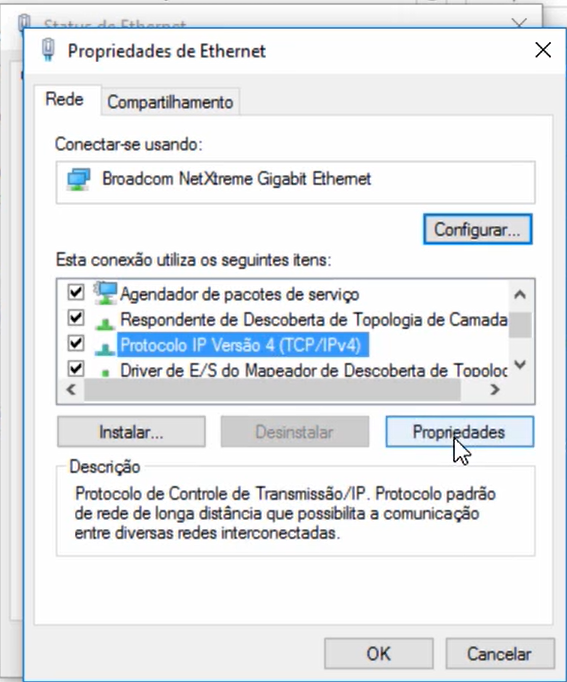 Status de Ethernet
Propriedades de Ethernet
Rede
Compartilhamento
Conectar-se usando:
Broadcom NetXtreme Gigabit Ethernet
Configurar...
Esta conexão utiliza os seguintes itens:
Agendador de pacotes de serviço
Respondente de Descoberta de Topologia de Camada
Protocolo IP Versão 4 (TCP/IPv4)
Driver de E/S do Mapeador de Descoberta de Topoloc
Instalar...
Desinstalar
Propriedades
Descrição
Protocolo de Controle de Transmissão/IP. Protocolo padrão
de rede de longa distância que possibilita a comunicação
entre diversas redes interconectadas.
OK
Cancelar